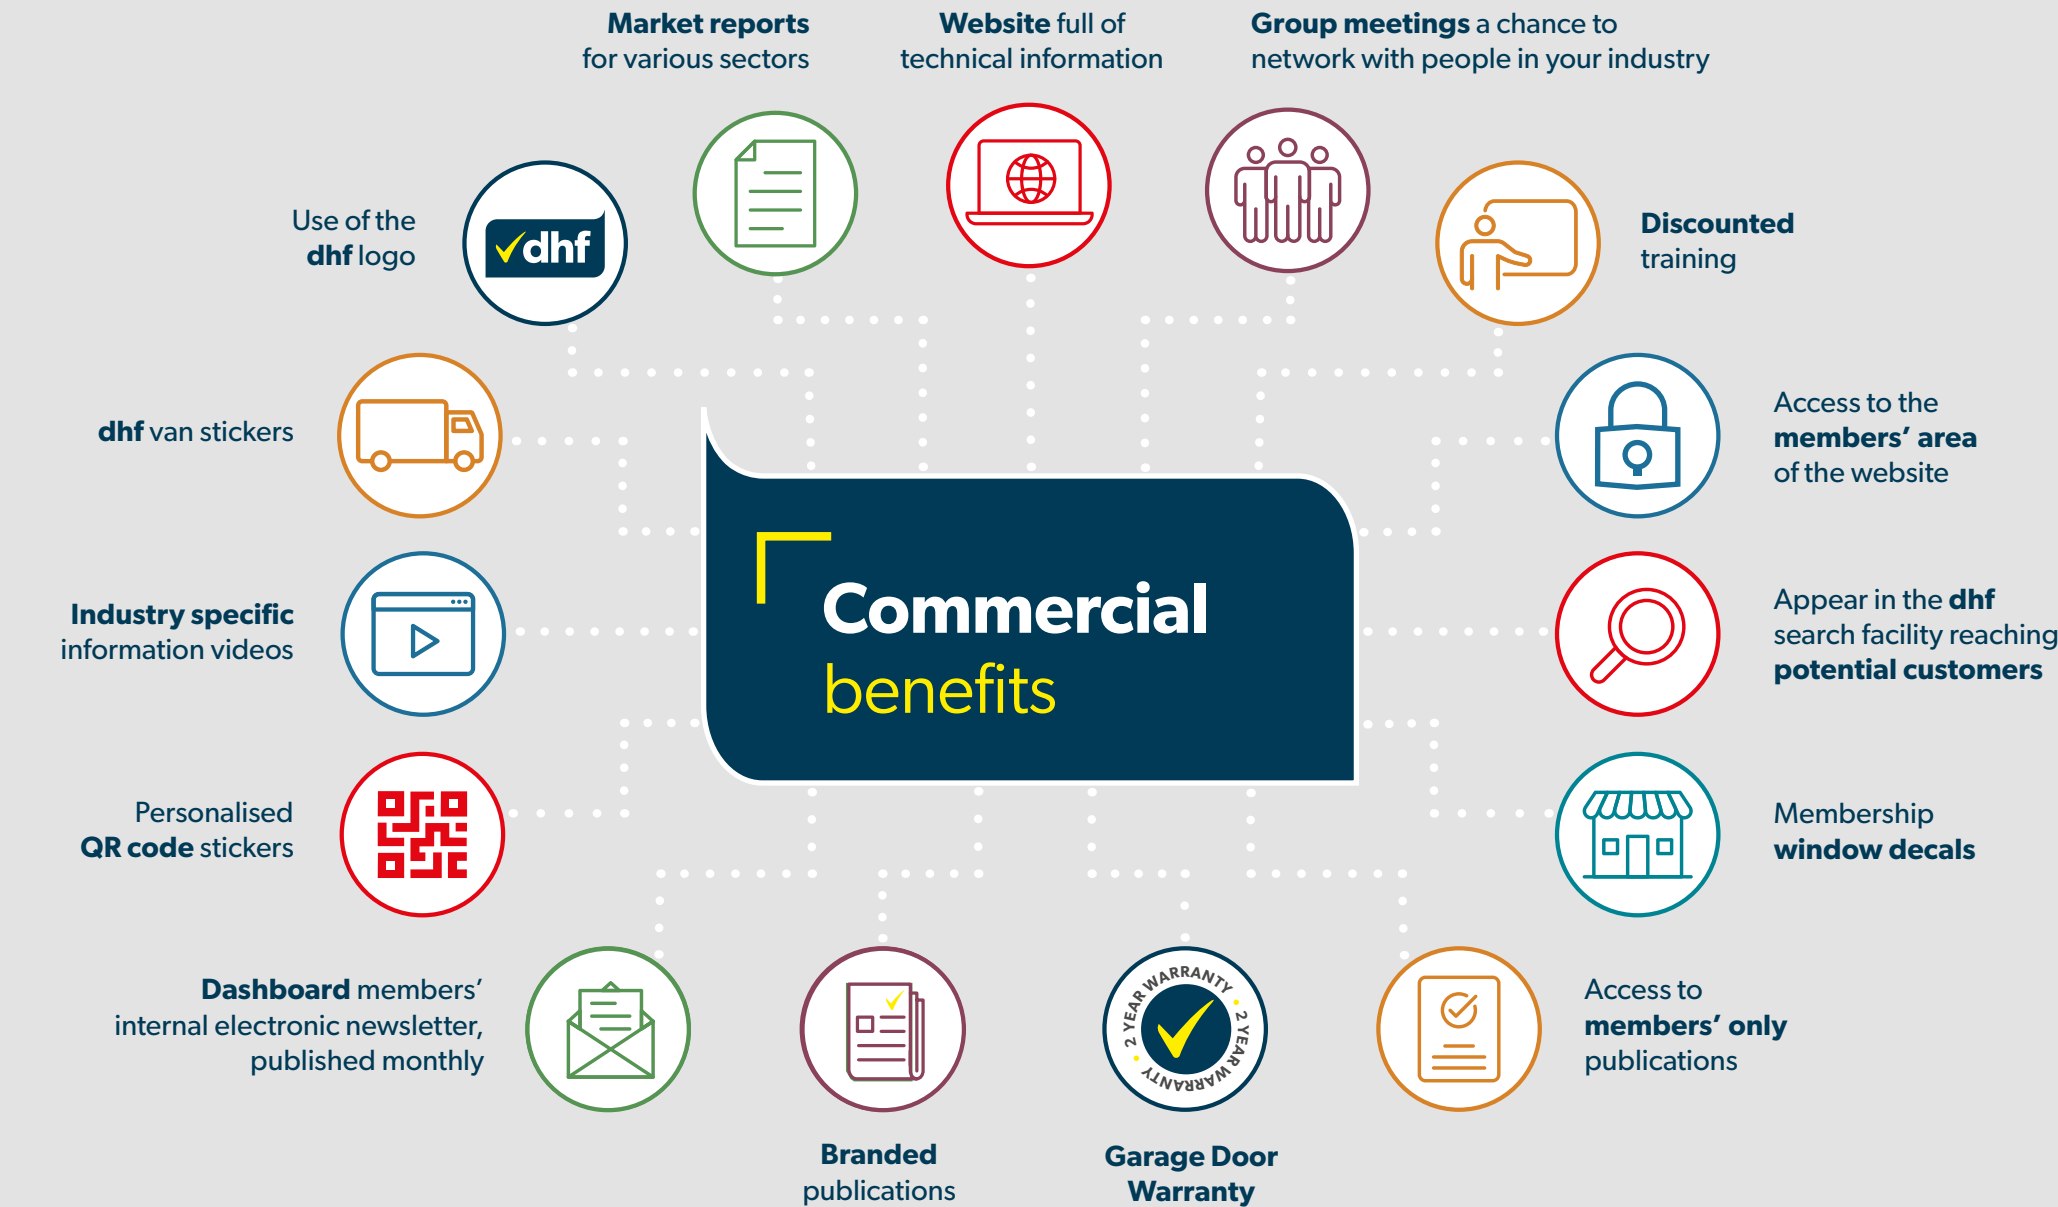 Market reports
for various sectors
Website full of
technical information
Group meetings a chance to
network with people in your industry
Use of the
dhf logo
dhf
Discounted
training
dhf van stickers
Access to the
members’ area
of the website
Industry specific
information videos
Commercial
benefits
Appear in the dhf
search facility reaching
potential customers
Personalised
QR code stickers
Membership
window decals
Dashboard members’
internal electronic newsletter,
published monthly
Branded
publications
2 YEAR WARRANTY • 2 YEAR WARRANTY •
Garage Door
Warranty
Access to
members’ only
publications